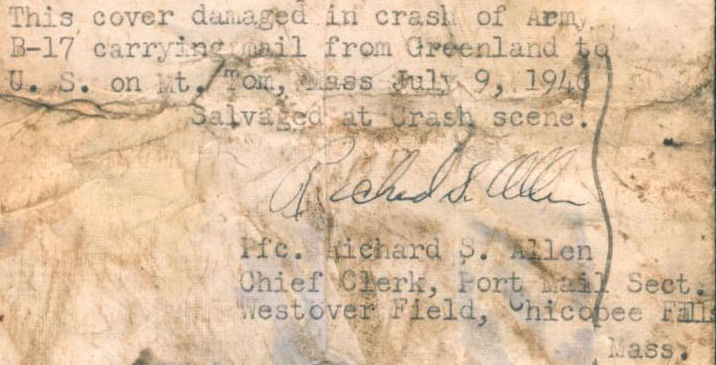 This cover damaged in crash of Army
B-17 carrying mail from Greenland to
U. S. on Mt. Tom, Mass July 9, 1946
Salvaged at Crash scene.
Richard S. Allen
Pfc. Richard S. Allen
Chief Clerk, Port Mail Sect.
Westover Field, Chicopee Falls
Mass.